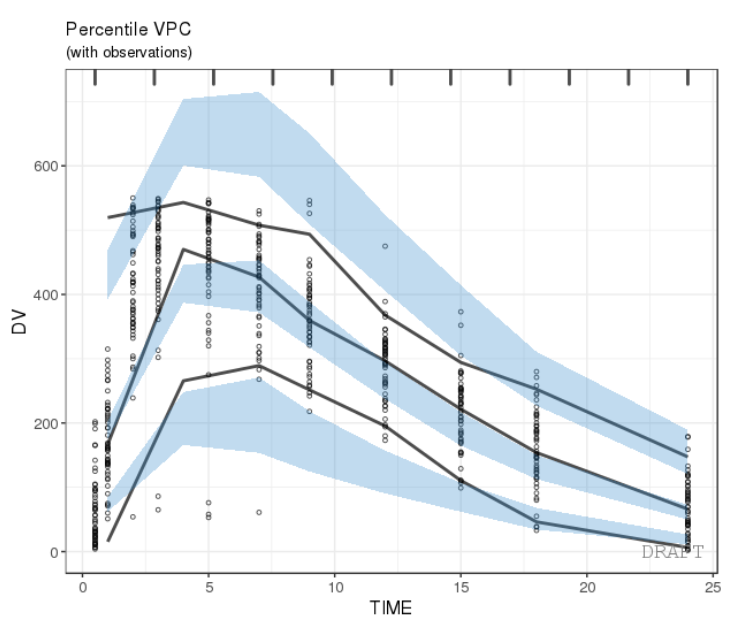 Percentile VPC
(with observations)
600
400
200
0
DV
0 5 10 15 20 25
TIME
DRAFT